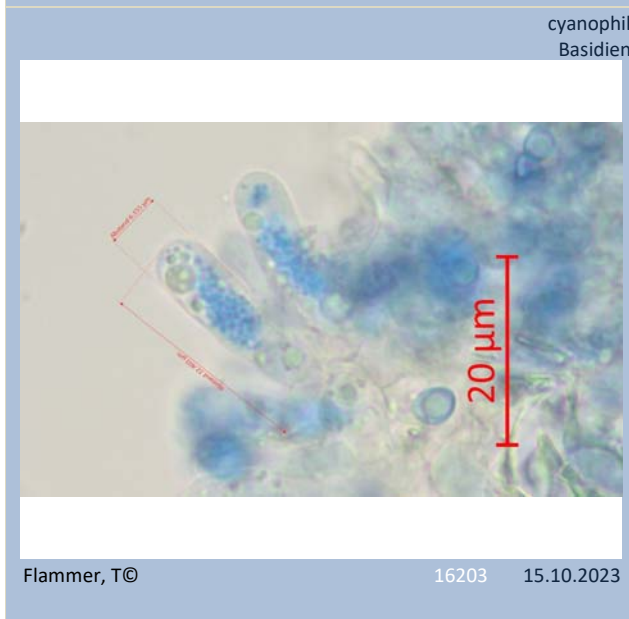 cyanophil
Basidien
20 µm
Flammer, T©
16203
15.10.2023